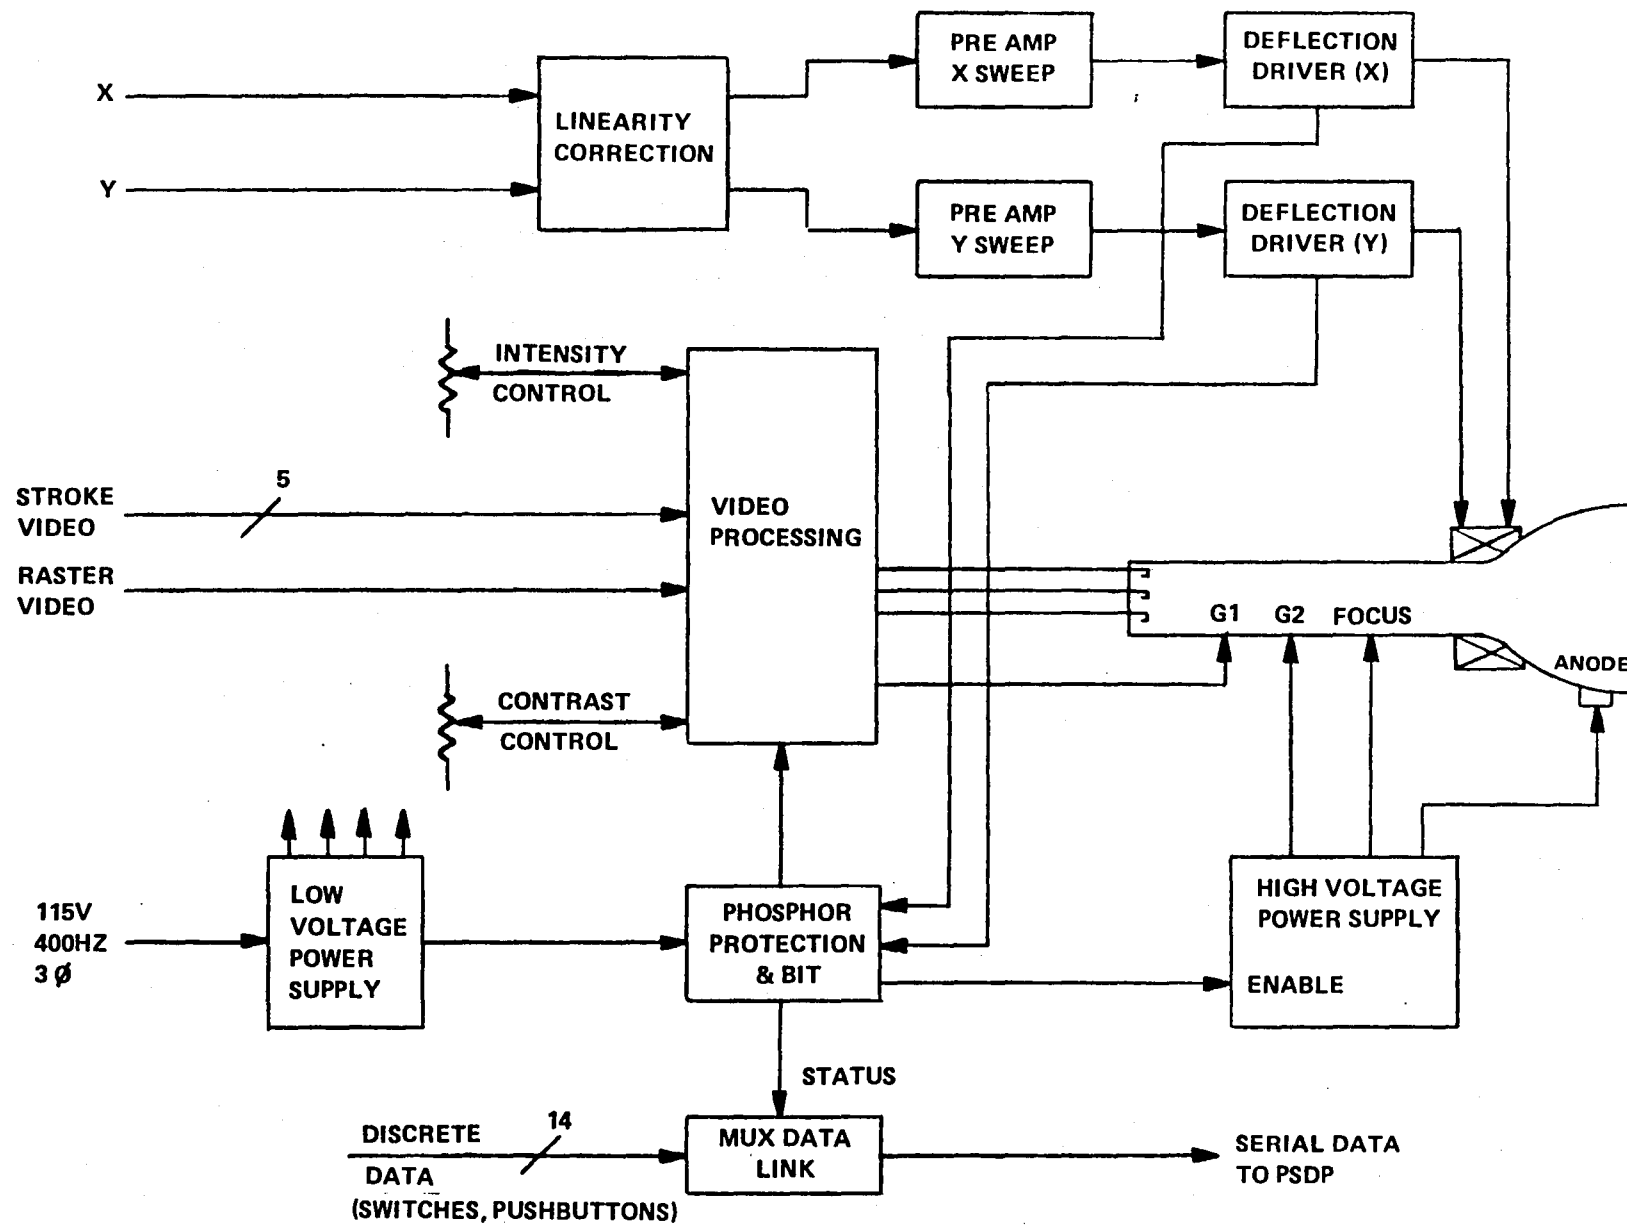 X
Y
LINEARITY
CORRECTION
PRE AMP
X SWEEP
DEFLECTION
DRIVER (X)
PRE AMP
Y SWEEP
DEFLECTION
DRIVER (Y)
INTENSITY
CONTROL
STROKE
VIDEO
5
RASTER
VIDEO
VIDEO
PROCESSING
G1 G2 FOCUS
ANODE
CONTRAST
CONTROL
115V
400HZ
3 Ø
LOW
VOLTAGE
POWER
SUPPLY
PHOSPHOR
PROTECTION
& BIT
HIGH VOLTAGE
POWER SUPPLY
ENABLE
STATUS
DISCRETE
14
DATA
(SWITCHES, PUSHBUTTONS)
MUX DATA
LINK
SERIAL DATA
TO PSDP